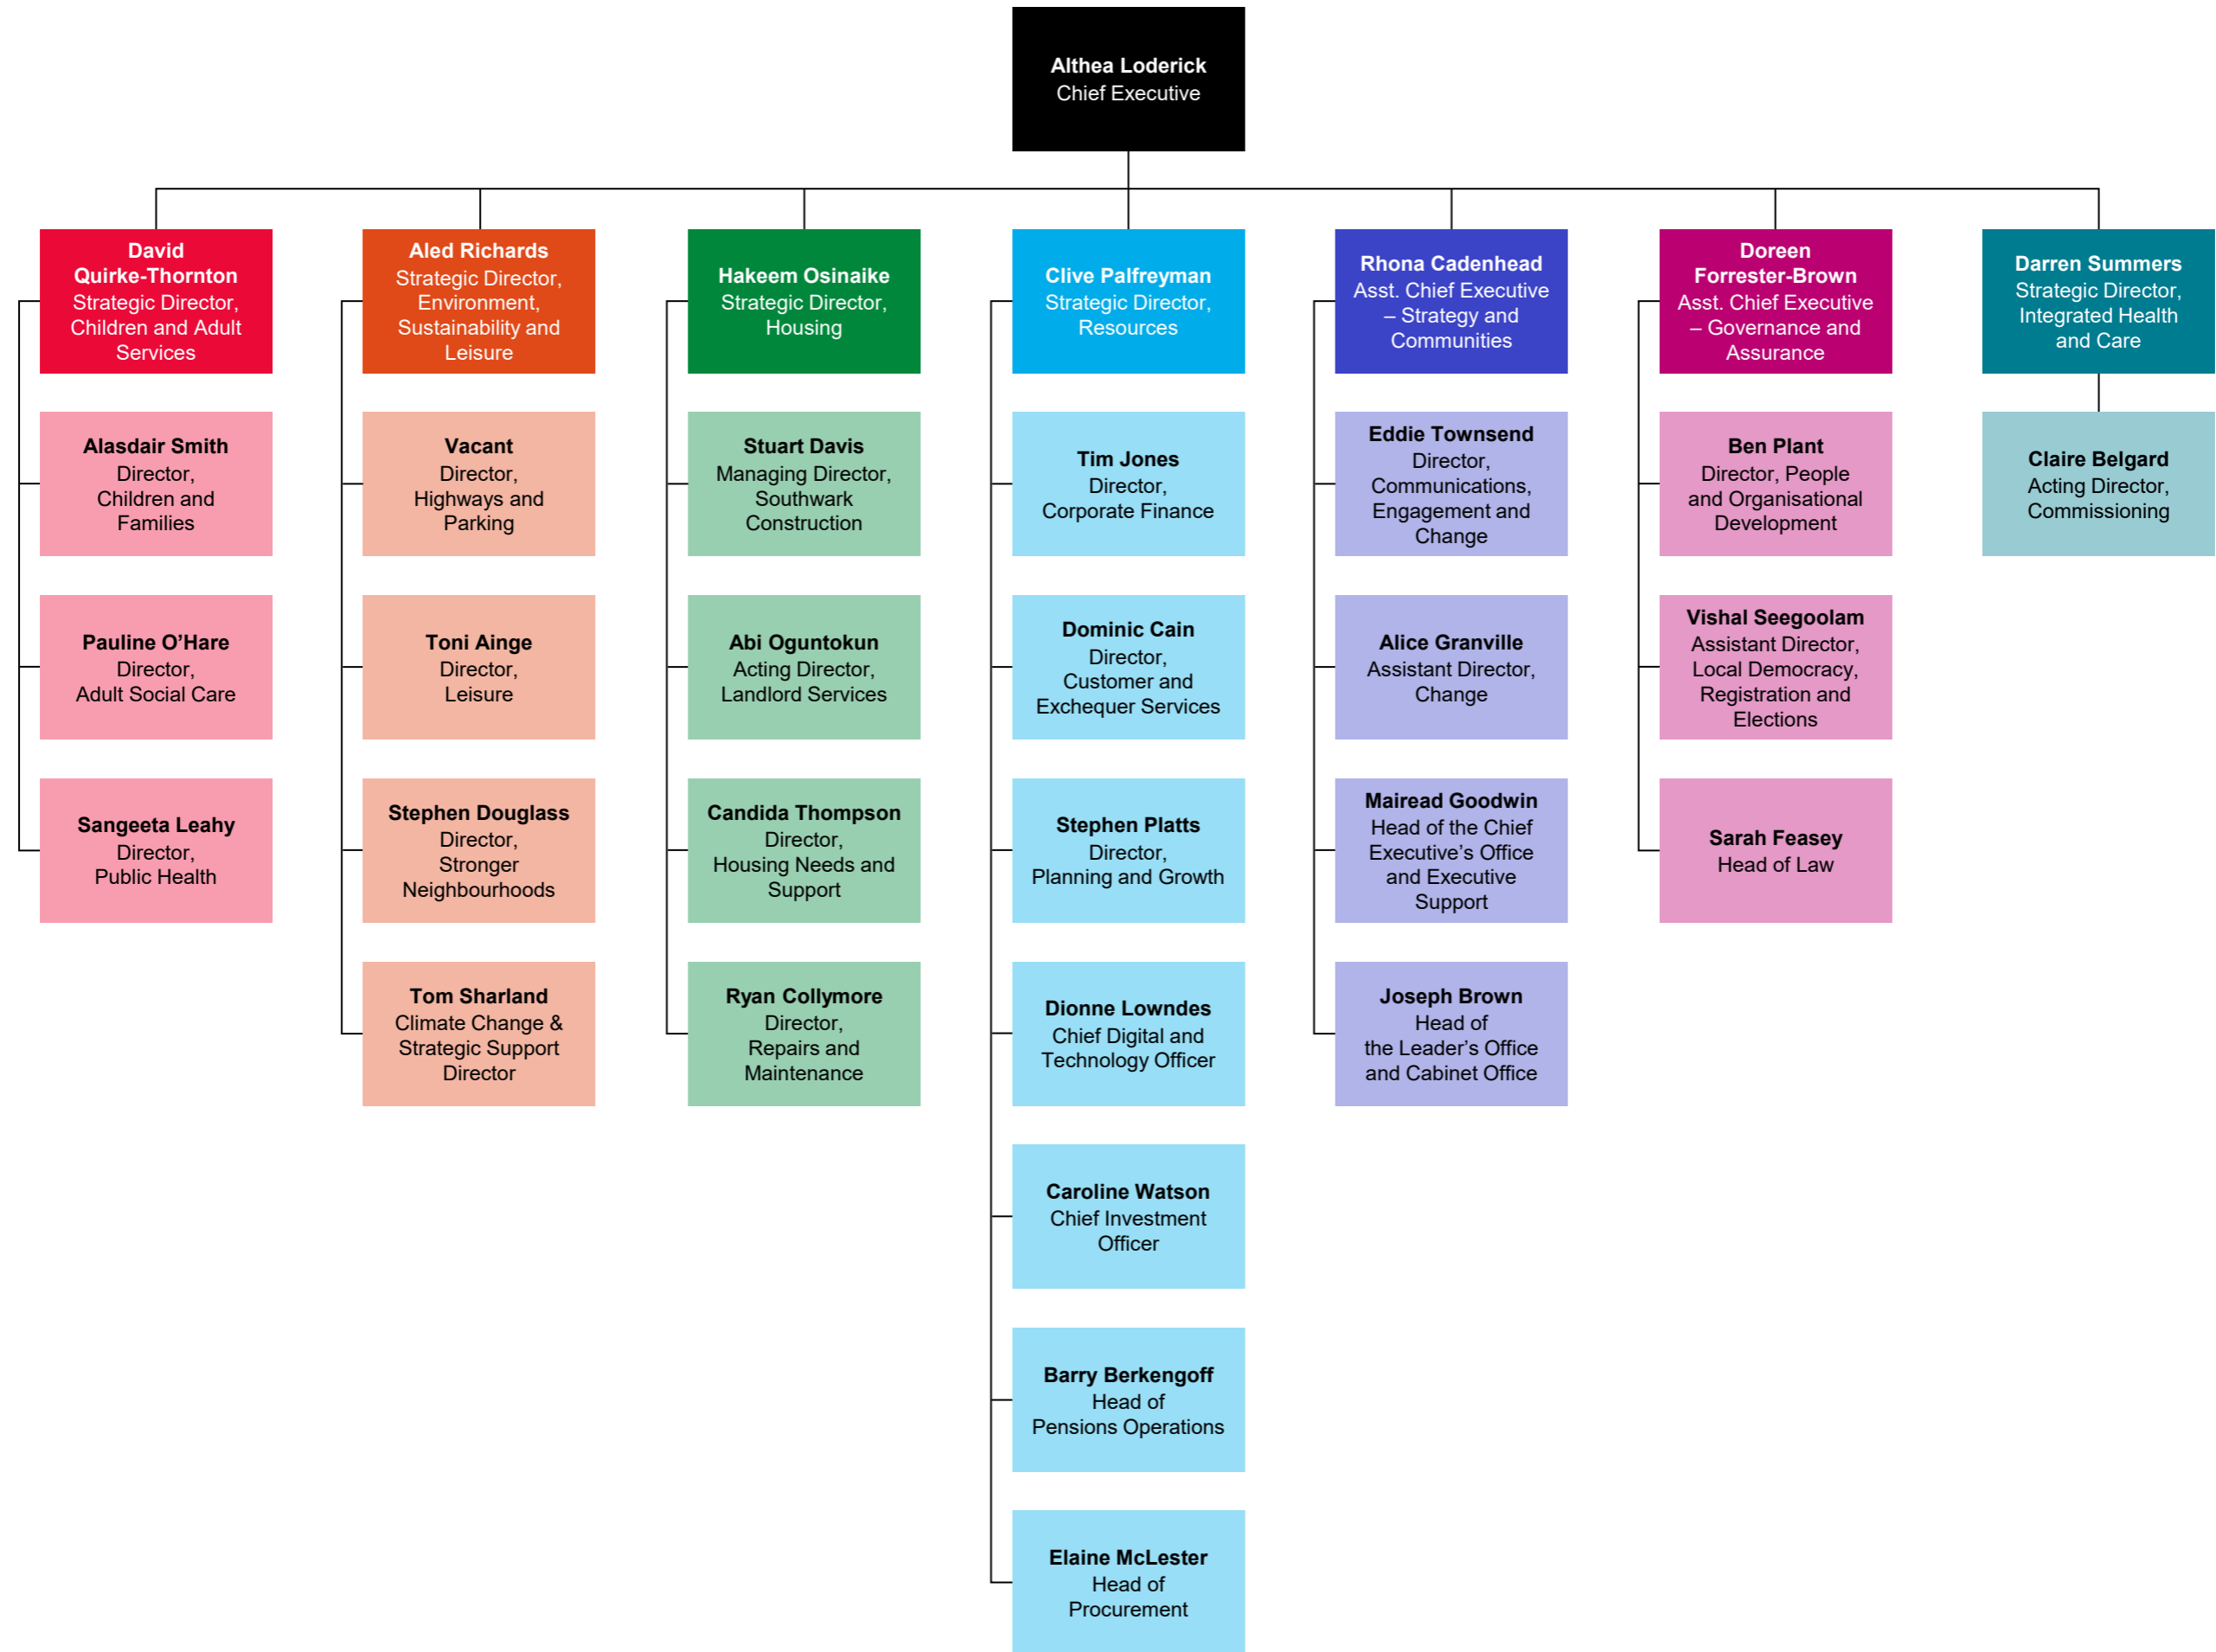 Althea Loderick
Chief Executive
David
Quirke-Thornton
Strategic Director,
Children and Adult
Services
Aled Richards
Strategic Director,
Environment,
Sustainability and
Leisure
Hakeem Osinaike
Strategic Director,
Housing
Clive Palfreyman
Strategic Director,
Resources
Rhona Cadenhead
Asst. Chief Executive
– Strategy and
Communities
Doreen
Forrester-Brown
Asst. Chief Executive
– Governance and
Assurance
Darren Summers
Strategic Director,
Integrated Health
and Care
Alasdair Smith
Director,
Children and
Families
Vacant
Director,
Highways and
Parking
Stuart Davis
Managing Director,
Southwark
Construction
Tim Jones
Director,
Corporate Finance
Eddie Townsend
Director,
Communications,
Engagement and
Change
Ben Plant
Director, People
and Organisational
Development
Claire Belgard
Acting Director,
Commissioning
Pauline O’Hare
Director,
Adult Social Care
Toni Ainge
Director,
Leisure
Abi Oguntokun
Acting Director,
Landlord Services
Dominic Cain
Director,
Customer and
Exchequer Services
Alice Granville
Assistant Director,
Change
Vishal Seegoolam
Assistant Director,
Local Democracy,
Registration and
Elections
Sangeeta Leahy
Director,
Public Health
Stephen Douglass
Director,
Stronger
Neighbourhoods
Candida Thompson
Director,
Housing Needs and
Support
Stephen Platts
Director,
Planning and Growth
Mairead Goodwin
Head of the Chief
Executive’s Office
and Executive
Support
Sarah Feasey
Head of Law
Tom Sharland
Climate Change &
Strategic Support
Director
Ryan Collymore
Director,
Repairs and
Maintenance
Dionne Lowndes
Chief Digital and
Technology Officer
Joseph Brown
Head of
the Leader’s Office
and Cabinet Office
Caroline Watson
Chief Investment
Officer
Barry Berkengoff
Head of
Pensions Operations
Elaine McLester
Head of
Procurement